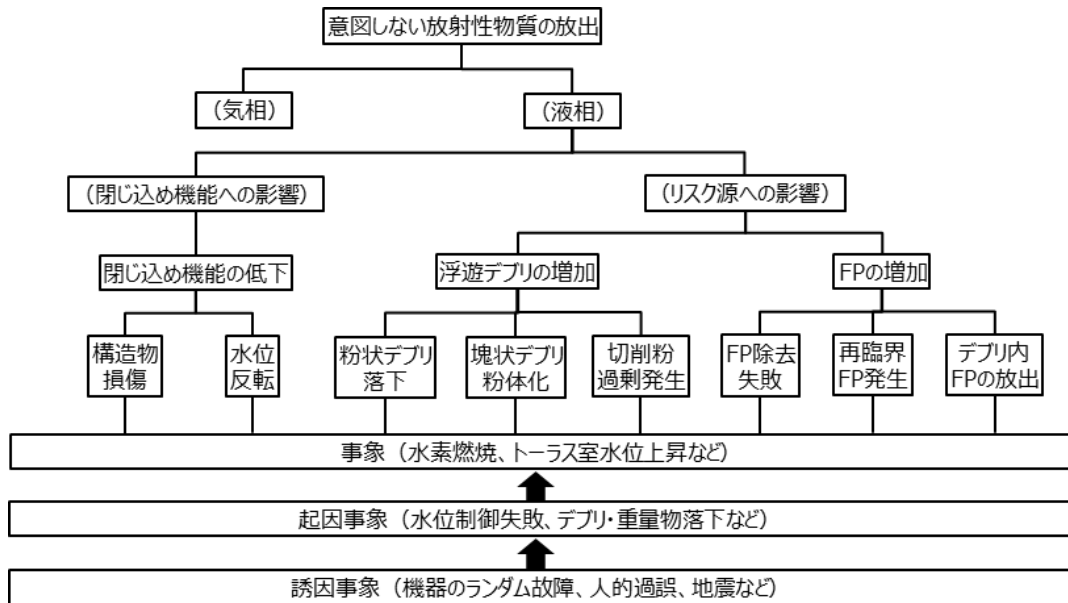 意図しない放射性物質の放出
（気相）
（液相）
（閉じ込め機能への影響）
（リスク源への影響）
閉じ込め機能の低下
浮遊デブリの増加
FPの増加
構造物
損傷
水位
反転
粉状デブリ
落下
塊状デブリ
粉体化
切削粉
過剰発生
FP除去
失敗
再臨界
FP発生
デブリ内
FPの放出
事象（水素燃焼、トーラス室水位上昇など）
起因事象（水位制御失敗、デブリ・重量物落下など）
誘因事象（機器のランダム故障、人的過誤、地震など）